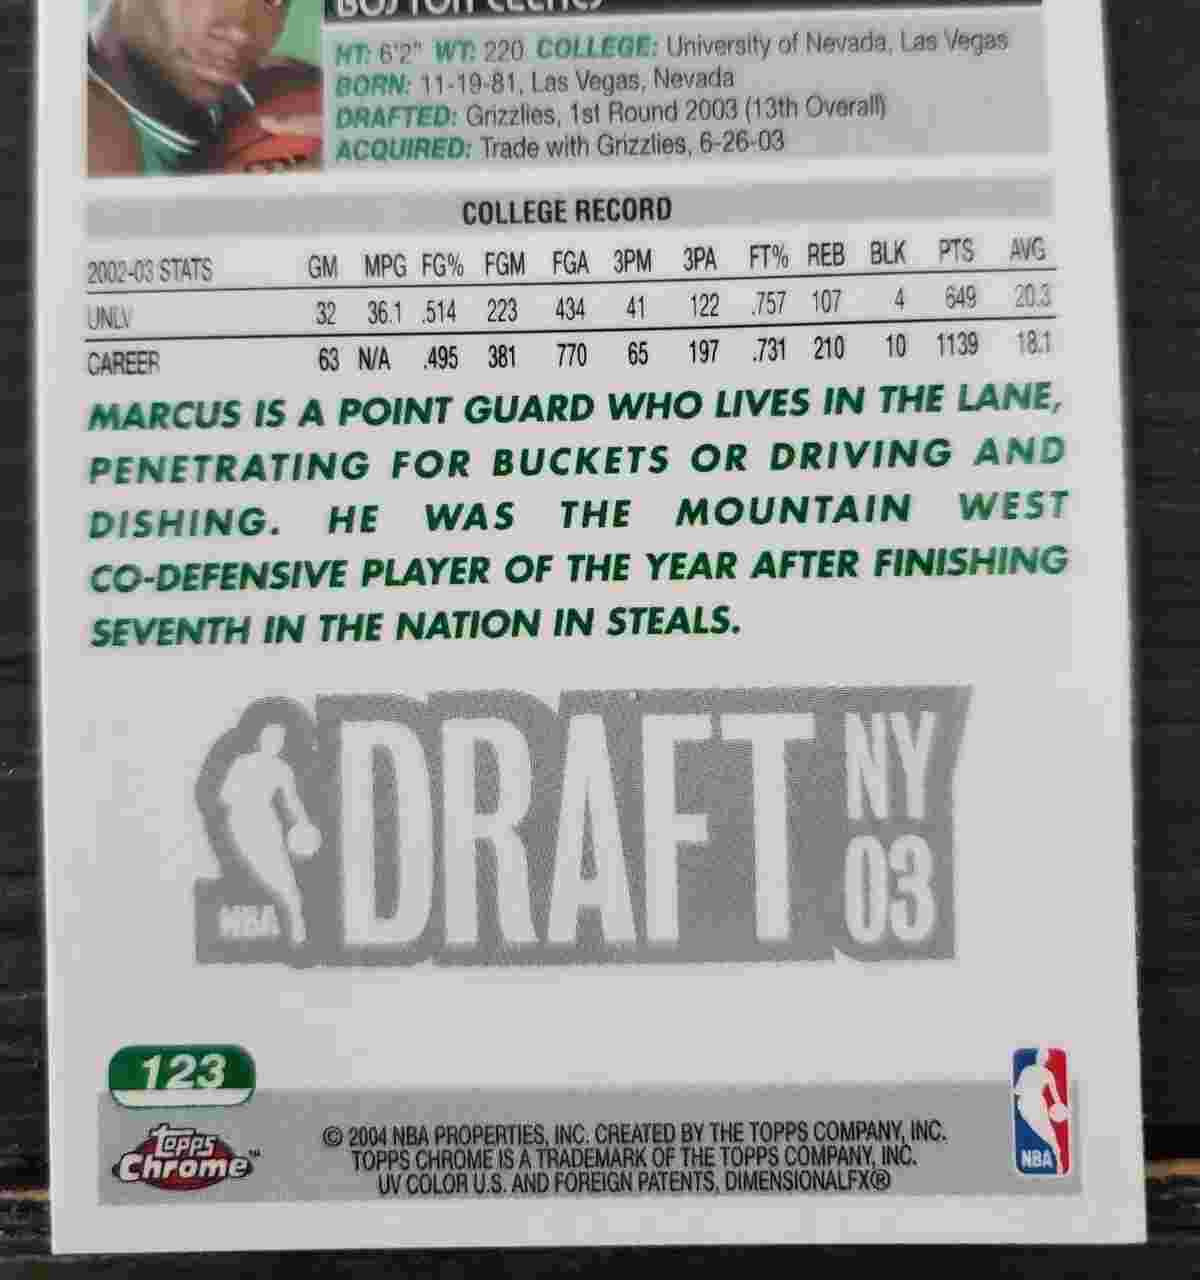 BOSTON CELTICS
HT: 6'2" WT: 220 COLLEGE: University of Nevada, Las Vegas
BORN: 11-19-81, Las Vegas, Nevada
DRAFTED: Grizzlies, 1st Round 2003 (13th Overall)
ACQUIRED: Trade with Grizzlies, 6-26-03
COLLEGE RECORD
2002-03 STATS GM MPG FG% FGM FGA 3PM 3PA FT% REB BLK PTS AVG
UNLV 32 36.1 .514 223 434 41 122 .757 107 4 649 20.3
CAREER 63 N/A .495 381 770 65 197 .731 210 10 1139 18.1
MARCUS IS A POINT GUARD WHO LIVES IN THE LANE,
PENETRATING FOR BUCKETS OR DRIVING AND
DISHING. HE WAS THE MOUNTAIN WEST
CO-DEFENSIVE PLAYER OF THE YEAR AFTER FINISHING
SEVENTH IN THE NATION IN STEALS.
NBA DRAFT NY
03
123
Topps
Chrome™
© 2004 NBA PROPERTIES, INC. CREATED BY THE TOPPS COMPANY, INC.
TOPPS CHROME IS A TRADEMARK OF THE TOPPS COMPANY, INC.
UV COLOR U.S. AND FOREIGN PATENTS, DIMENSIONALFX®
NBA